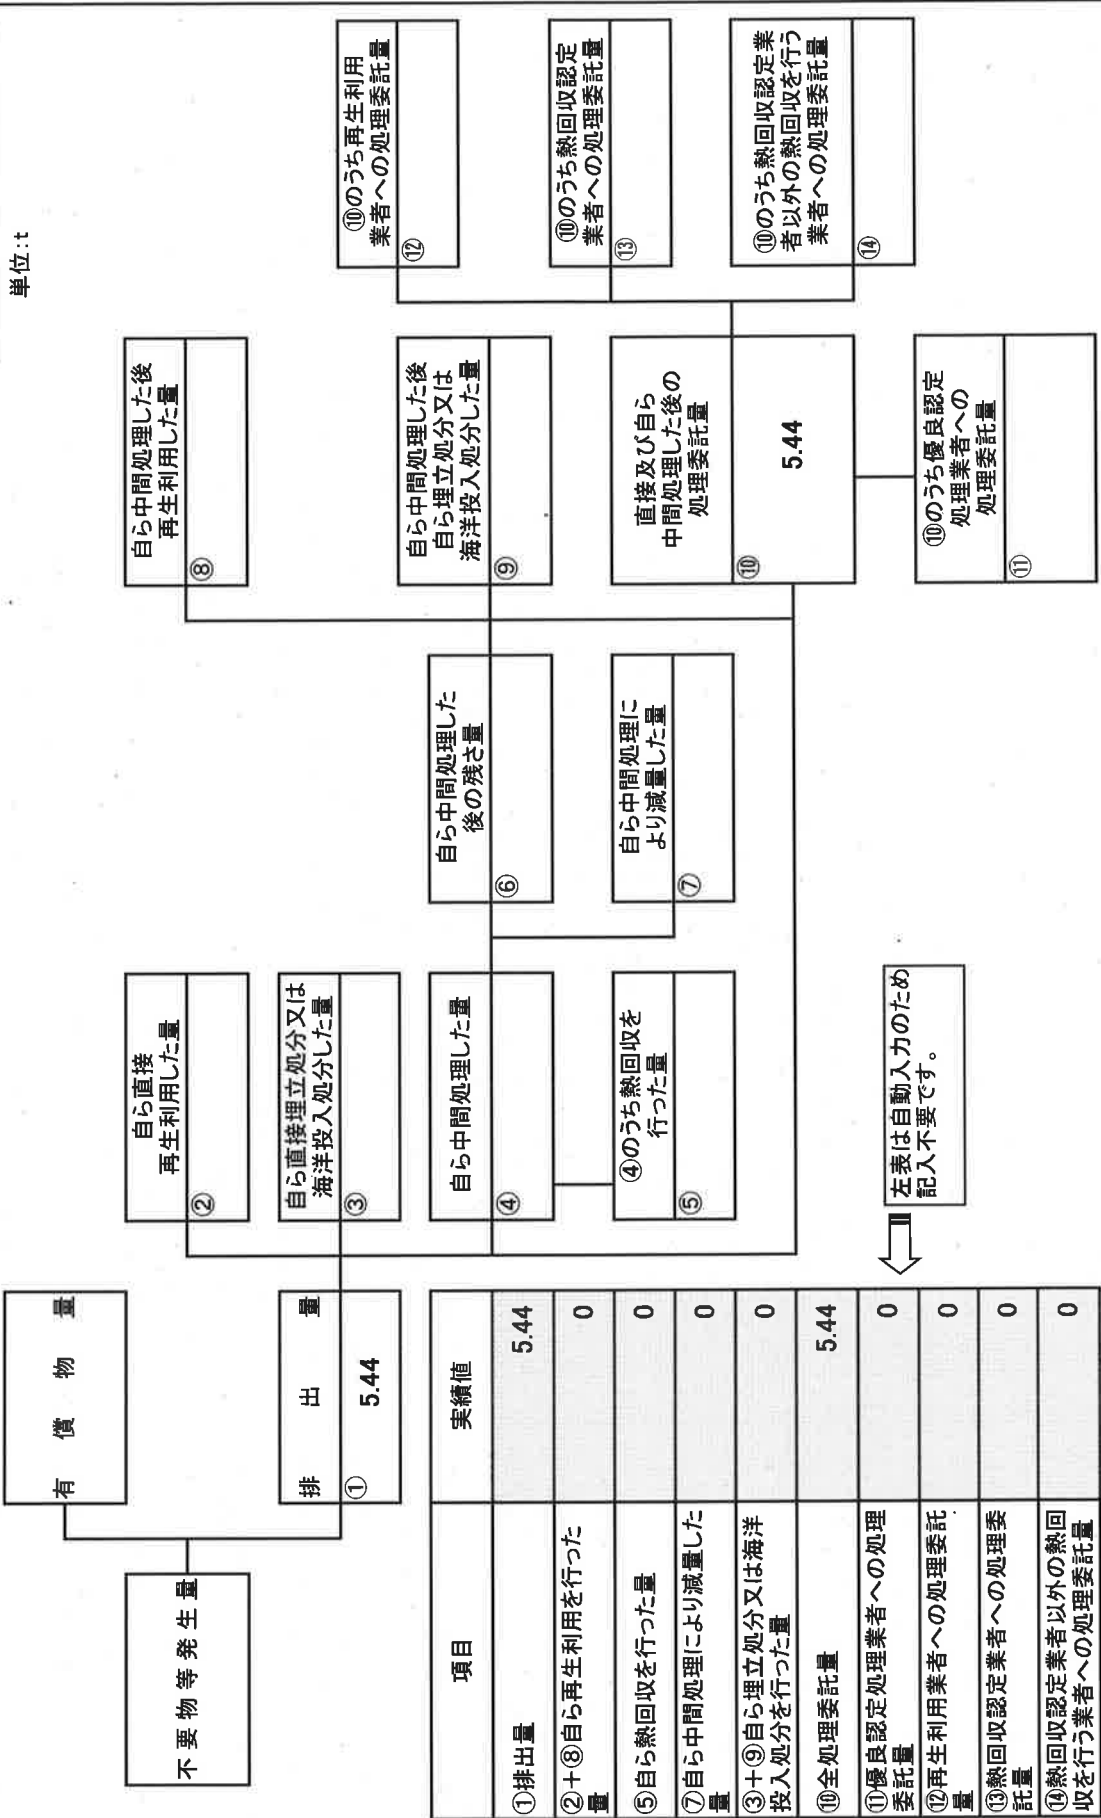 単位:t
不要物等発生量
有償物量
排出量
①
5.44
自ら直接
再生利用した量
②
自ら直接埋立処分又は
海洋投入処分した量
③
自ら中間処理した量
④
④のうち熱回収を
行った量
⑤
自ら中間処理した
後の残さ量
⑥
自ら中間処理に
より減量した量
⑦
自ら中間処理した後
再生利用した量
⑧
自ら中間処理した後
自ら埋立処分又は
海洋投入処分した量
⑨
直接及び自ら
中間処理した後の
処理委託量
⑩
5.44
⑩のうち優良認定
処理業者への
処理委託量
⑪
⑩のうち再生利用
業者への処理委託量
⑫
⑩のうち熱回収認定
業者への処理委託量
⑬
⑩のうち熱回収認定業
者以外の熱回収を行う
業者への処理委託量
⑭
項目 実績値
①排出量 5.44
②+⑧自ら再生利用を行った
量 0
⑤自ら熱回収を行った量 0
⑦自ら中間処理により減量した
量 0
③+⑨自ら埋立処分又は海洋
投入処分を行った量 0
⑩全処理委託量 5.44
⑪優良認定処理業者への処理
委託量 0
⑫再生利用業者への処理委託
量 0
⑬熱回収認定業者への処理委
託量 0
⑭熱回収認定業者以外の熱回
収を行う業者への処理委託量 0
左表は自動入力のため
記入不要です。